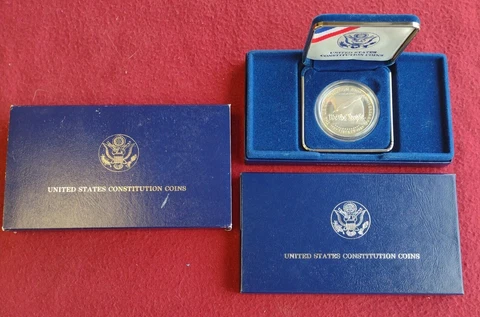 UNITED STATES
CONSTITUTION COINS
We the People
UNITED STATES CONSTITUTION COINS
UNITED STATES CONSTITUTION COINS